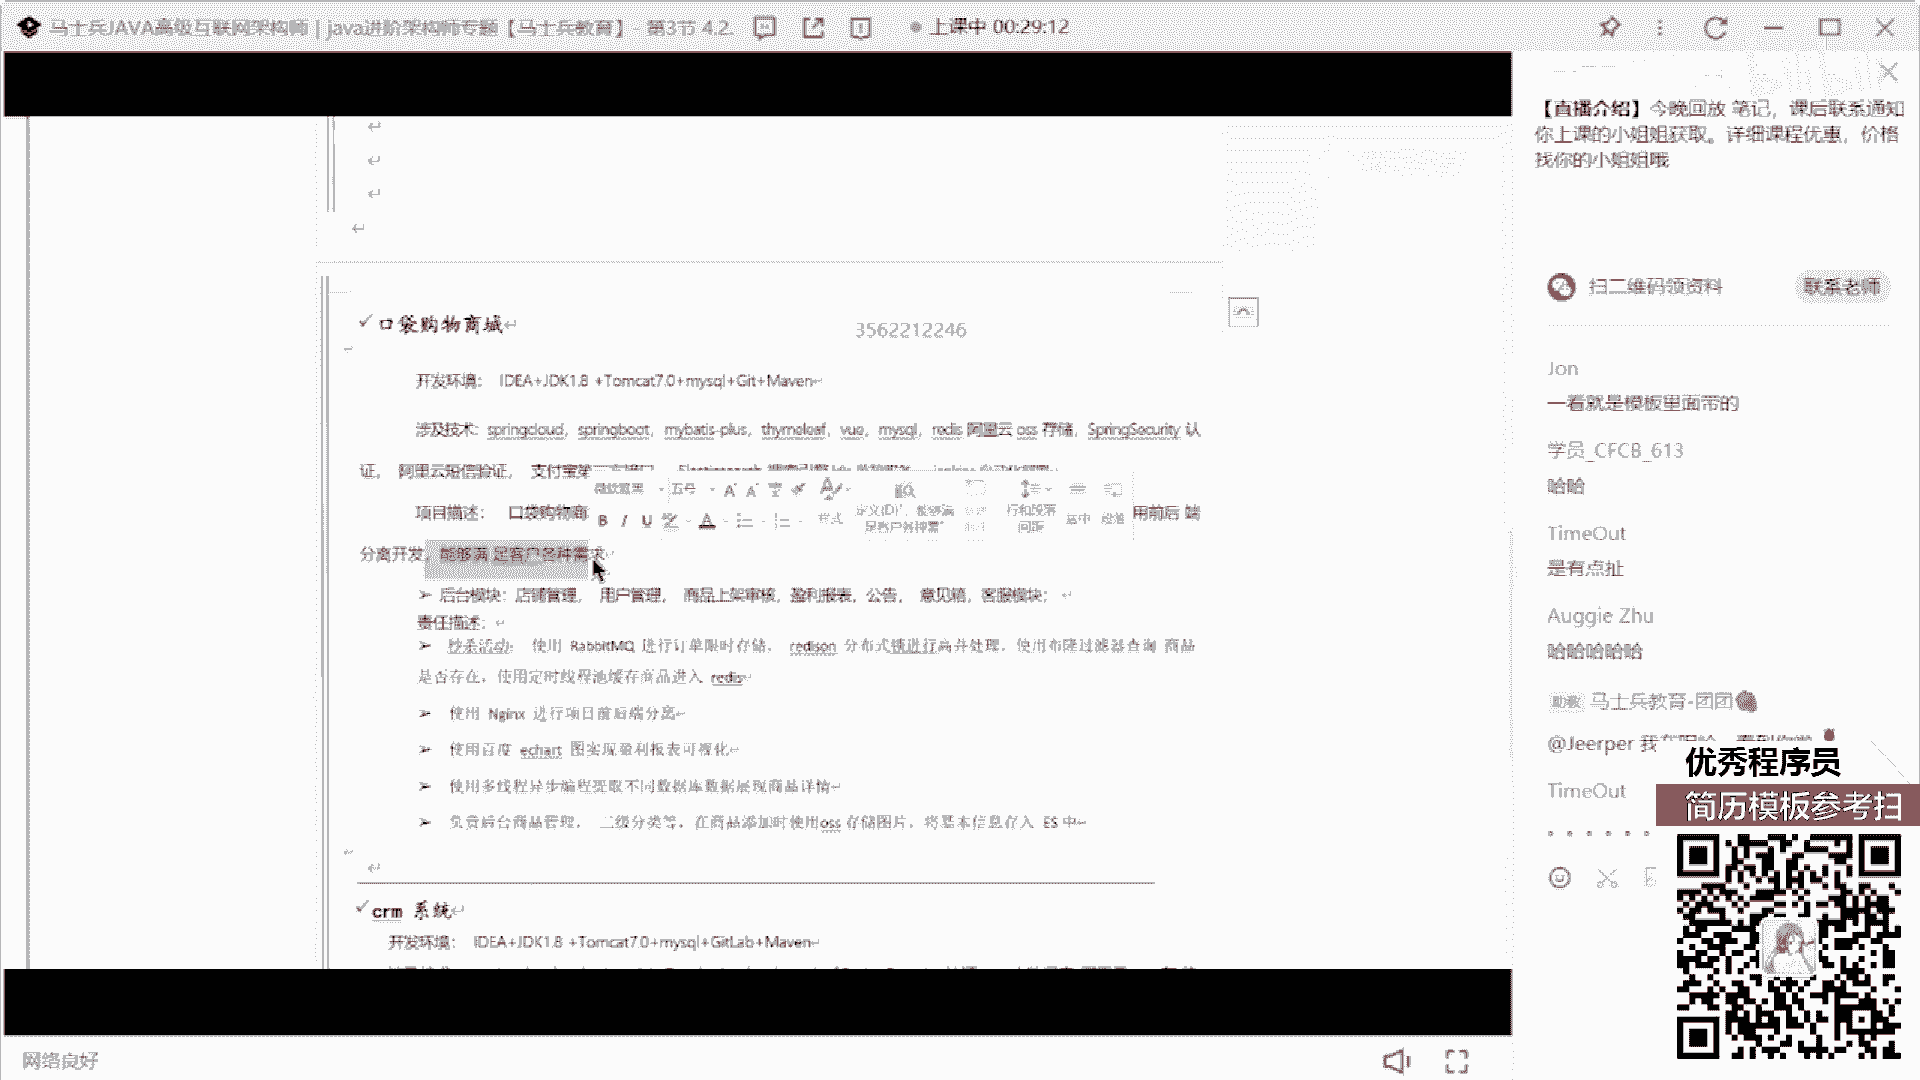 马士兵JAVA高级互联网架构师 | java进阶架构师专题【马士兵教育】- 第3节 4.2.
上课中 00:29:12
【直播介绍】今晚回放 笔记，课后联系通知
你上课的小姐姐获取。详细课程优惠，价格
找你的小姐姐哦
扫二维码领资料
联系老师
口袋购物商城
3562212246
开发环境： IDEA+JDK1.8 +Tomcat7.0+mysql+Git+Maven
涉及技术：springcloud，springboot，mybatis-plus，thymeleaf，vue，mysql，redis 阿里云 oss 存储，SpringSecurity 认
证， 阿里云短信验证， 支付宝
项目描述： 口袋购物商
用前后 端
五号
B I U
样式
行和段落
间距
居中 段落
分离开发，能够满 足客户各种需求
➢ 后台模块：店铺管理， 用户管理， 商品上架审核，盈利报表，公告， 意见箱，客服模块；
责任描述：
➢ 秒杀活动： 使用 RabbitMQ 进行订单限时存储， redison 分布式锁进行高并处理，使用布隆过滤器查询 商品
是否存在，使用定时线程池缓存商品进入 redis
➢ 使用 Nginx 进行项目前后端分离
➢ 使用百度 echart 图实现盈利报表可视化
➢ 使用多线程异步编程提取不同数据库数据展现商品详情
➢ 负责后台商品管理， 二级分类等，在商品添加时使用oss 存储图片，将基本信息存入 ES 中
crm 系统
开发环境： IDEA+JDK1.8 +Tomcat7.0+mysql+GitLab+Maven
Jon
一看就是模板里面带的
学员_CFCB_613
哈哈
TimeOut
是有点扯
Auggie Zhu
哈哈哈哈哈
助教 马士兵教育-团团
@Jeerper 我
TimeOut
优秀程序员
简历模板参考扫
网络良好